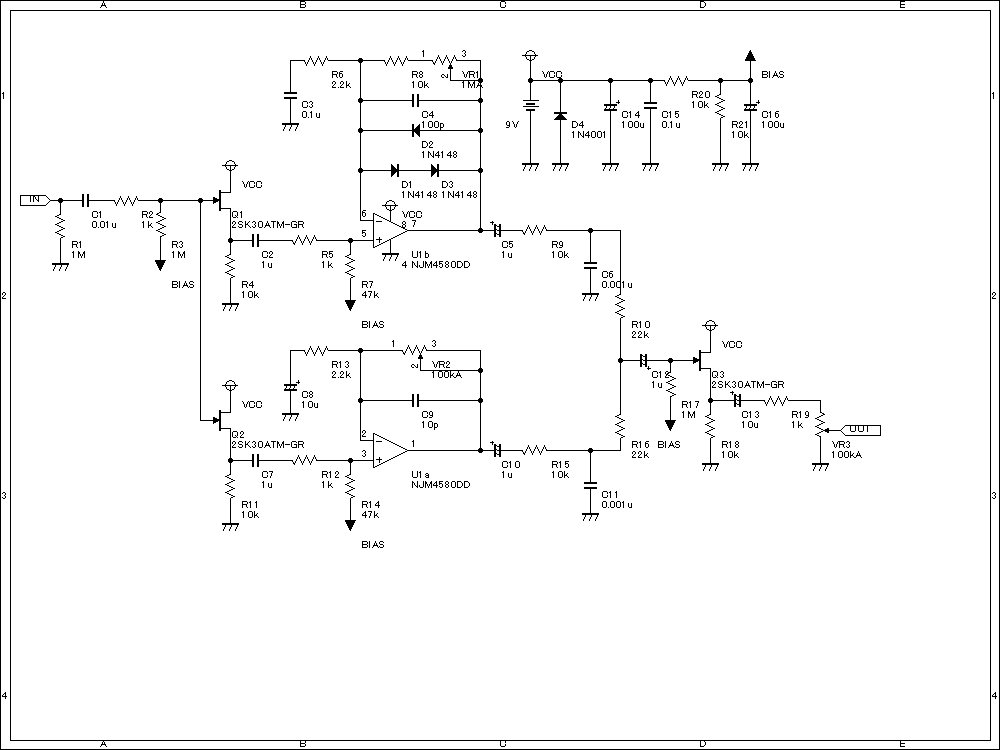 A B C D E
1 1
2 2
3 3
4 4
A B C D E
IN
R1
1M
C1
0.01u
R2
1k
R3
1M
BIAS
VCC
Q1
2SK30ATM-GR
R4
10k
C2
1u
R5
1k
R7
47k
BIAS
C3
0.1u
R6
2.2k
R8
10k
1 3
2
VR1
1MA
C4
100p
D2
1N4148
D1
1N4148
D3
1N4148
VCC
6
5
8 7
U1b
4 NJM4580DD
C5
1u
R9
10k
C6
0.001u
R10
22k
VCC
9V
D4
1N4001
C14
100u
C15
0.1u
R20
10k
R21
10k
C16
100u
BIAS
VCC
Q2
2SK30ATM-GR
R11
10k
C7
1u
R12
1k
R14
47k
BIAS
C8
10u
R13
2.2k
1 3
2
VR2
100kA
C9
10p
2
3
1
U1a
NJM4580DD
C10
1u
R15
10k
C11
0.001u
R16
22k
C12
1u
R17
1M
BIAS
VCC
Q3
2SK30ATM-GR
R18
10k
C13
10u
R19
1k
VR3
100kA
OUT